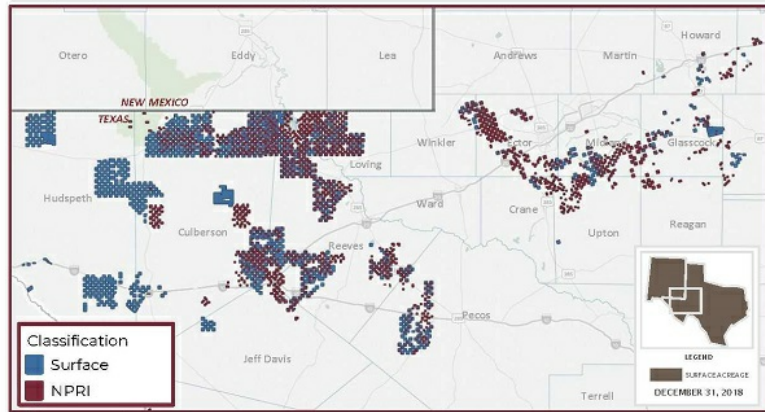 Howard
Otero
Eddy
Lea
Andrews
Martin
NEW MEXICO
TEXAS
Winkler
Ector
Midland
Glasscock
Loving
Hudspeth
Ward
Crane
Culberson
Reeves
Upton
Reagan
Pecos
Jeff Davis
Terrell
Classification
Surface
NPRI
LEGEND
SURFACE ACREAGE
DECEMBER 31, 2018